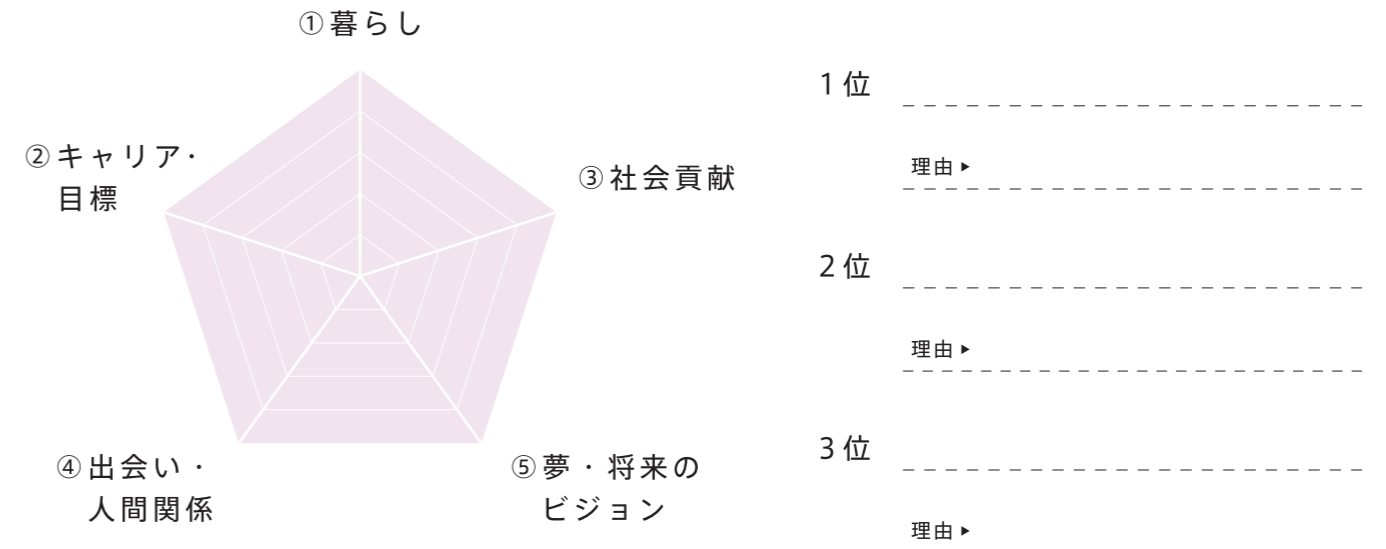 ①暮らし
②キャリア・
目標
③社会貢献
④出会い・
人間関係
⑤夢・将来の
ビジョン
1位
理由▶
2位
理由▶
3位
理由▶